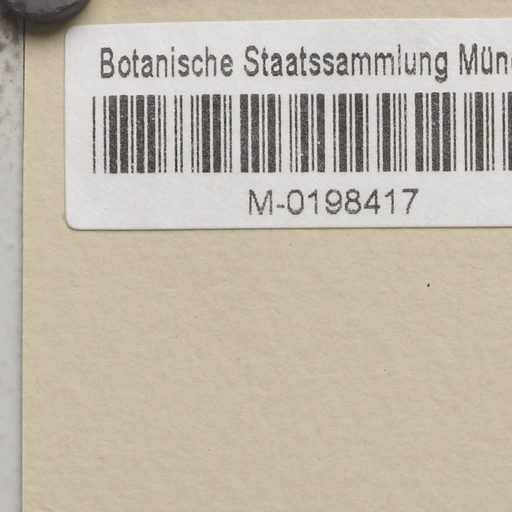 Botanische Staatssammlung Mün
M-0198417